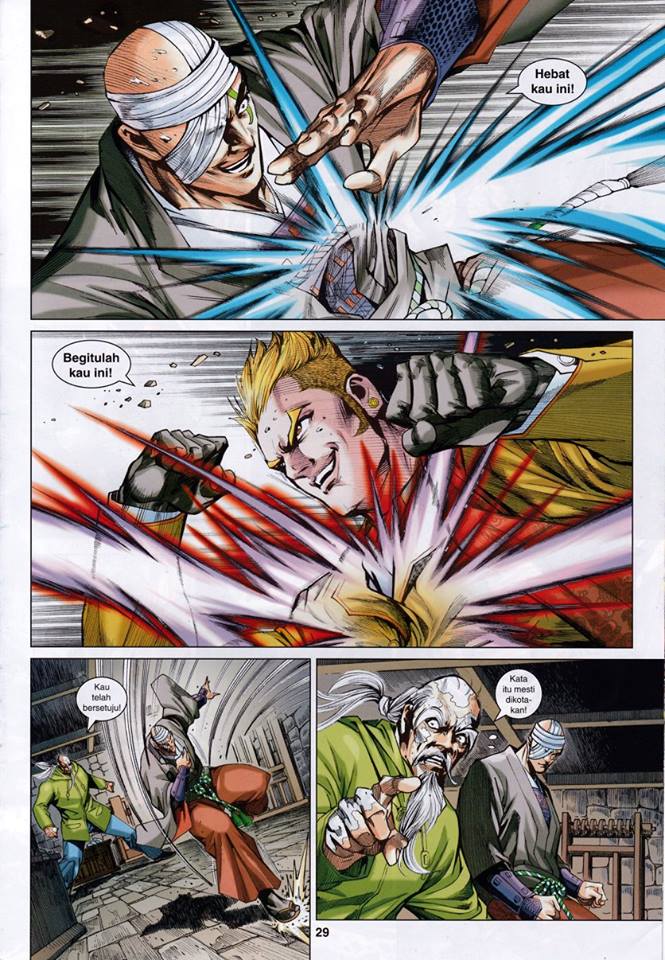 Hebat
kau ini!
Begitulah
kau ini!
Kau
telah
bersetuju!
Kata
itu mesti
dikota-
kan!
29